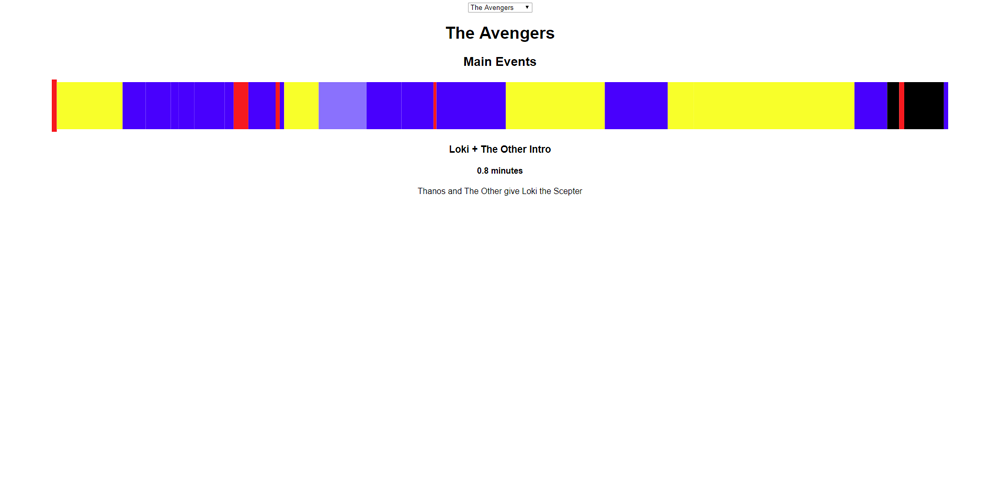 The Avengers
The Avengers
Main Events
Loki + The Other Intro
0.8 minutes
Thanos and The Other give Loki the Scepter